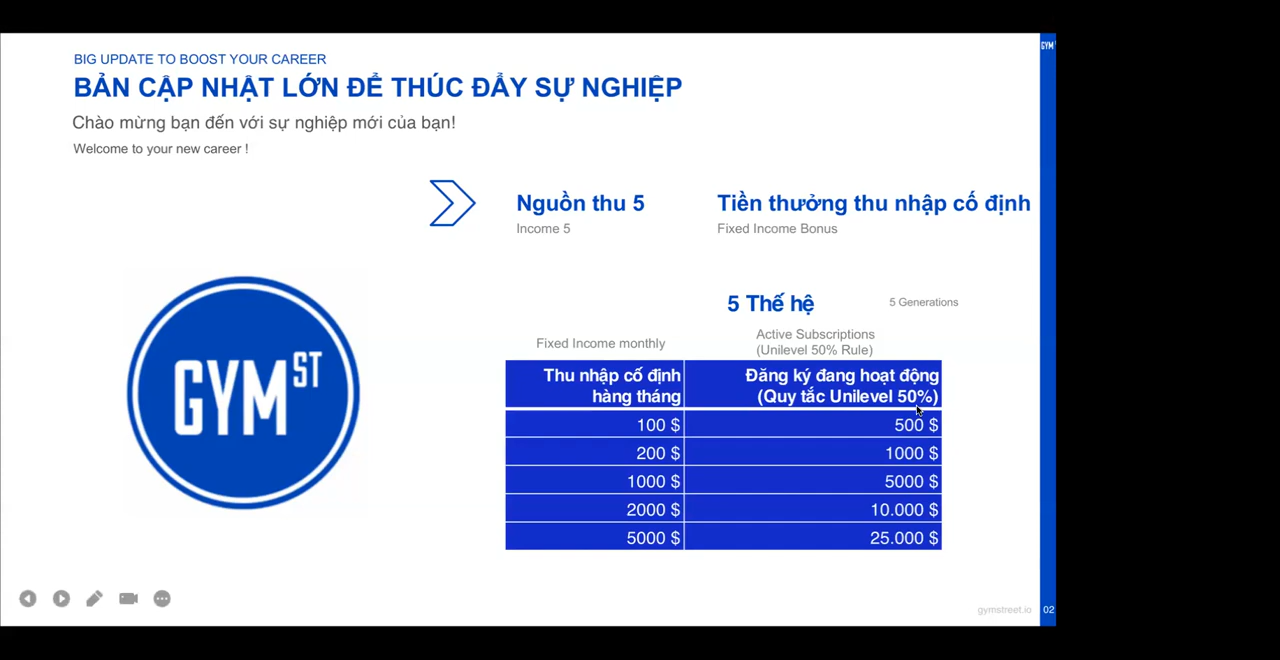 GYM
BIG UPDATE TO BOOST YOUR CAREER
BẢN CẬP NHẬT LỚN ĐỂ THÚC ĐẨY SỰ NGHIỆP
Chào mừng bạn đến với sự nghiệp mới của bạn!
Welcome to your new career !
Nguồn thu 5 Tiền thưởng thu nhập cố định
Income 5 Fixed Income Bonus
5 Thế hệ 5 Generations
Active Subscriptions
Fixed Income monthly (Unilevel 50% Rule)
Thu nhập cố định Đăng ký đang hoạt động
hàng tháng (Quy tắc Unilevel 50%)
100 $ 500 $
200 $ 1000 $
1000 $ 5000 $
2000 $ 10.000 $
5000 $ 25.000 $
GYM ST
gymstreet.io 02